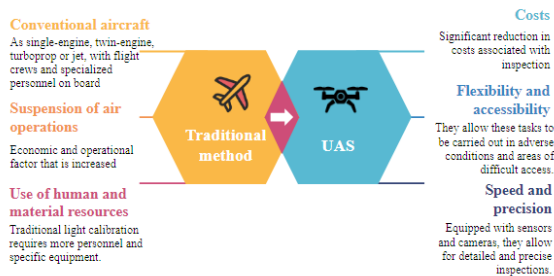 Conventional aircraft
As single-engine, twin-engine,
turboprop or jet, with flight
crews and specialized
personnel on board
Suspension of air
operations
Economic and operational
factor that is increased
Use of human and
material resources
Traditional light calibration
requires more personnel and
specific equipment.
Traditional
method
UAS
Costs
Significant reduction in
costs associated with
inspection
Flexibility and
accessibility
They allow these tasks to
be carried out in adverse
conditions and areas of
difficult access.
Speed and
precision
Equipped with sensors
and cameras, they allow
for detailed and precise
inspections